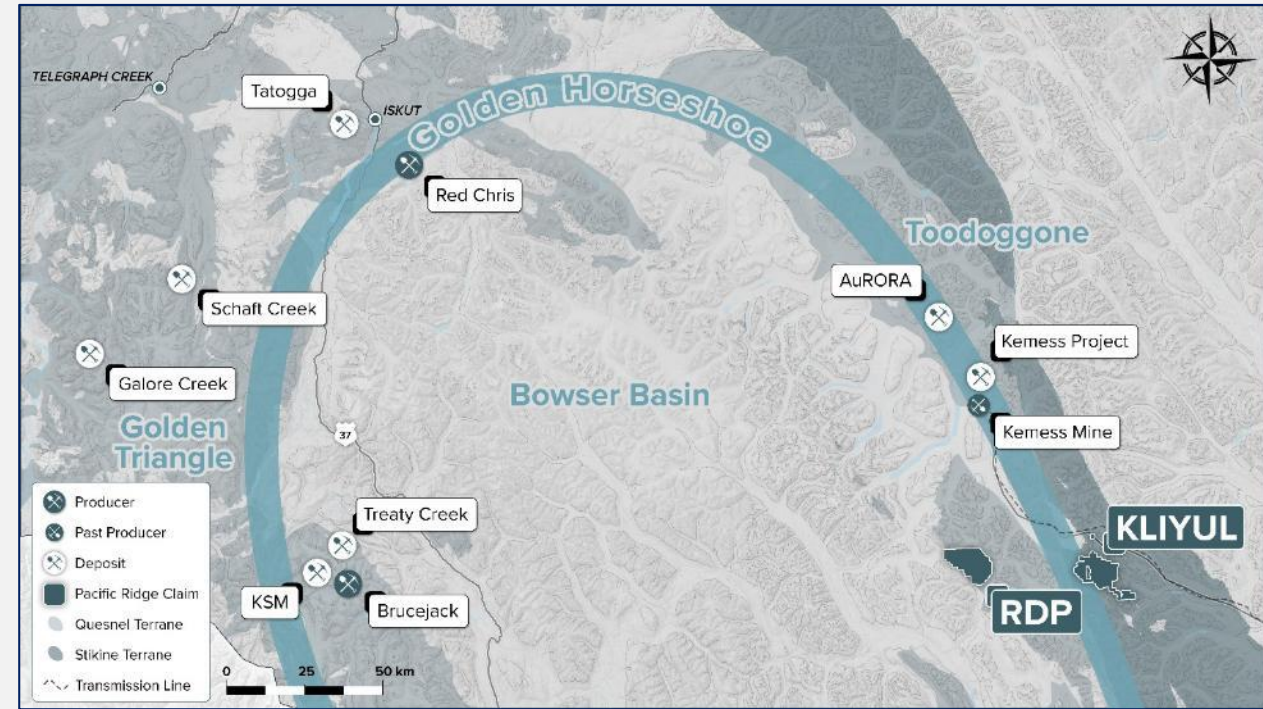 TELEGRAPH CREEK
Tatogga
ISKUT
Golden Horseshoe
Red Chris
Toodoggone
AuRORA
Schaft Creek
Kemess Project
Galore Creek
Bowser Basin
Golden
Triangle
37
Kemess Mine
Treaty Creek
KLIYUL
KSM
Brucejack
RDP
Producer
Past Producer
Deposit
Pacific Ridge Claim
Quesnel Terrane
Stikine Terrane
Transmission Line
0 25 50 km